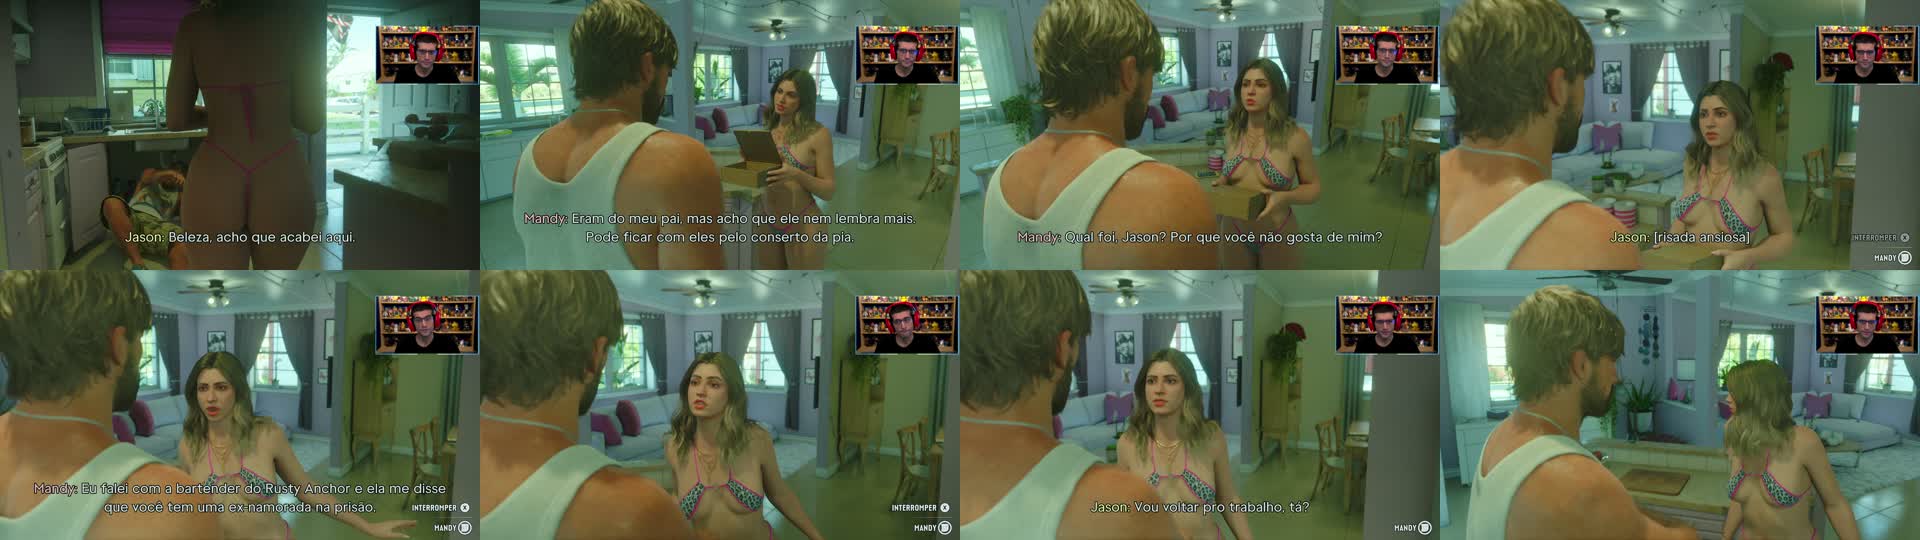 Jason: Beleza, acho que acabei aqui.
Mandy: Eram do meu pai, mas acho que ele nem lembra mais.
Pode ficar com eles pelo conserto da pia.
Mandy: Qual foi, Jason? Por que você não gosta de mim?
Jason: [risada ansiosa]
INTERROMPER
MANDY
Mandy: Eu falei com a bartender do Rusty Anchor e ela me disse
que você tem uma ex-namorada na prisão.
INTERROMPER
MANDY
INTERROMPER
MANDY
Jason: Vou voltar pro trabalho, tá?
MANDY